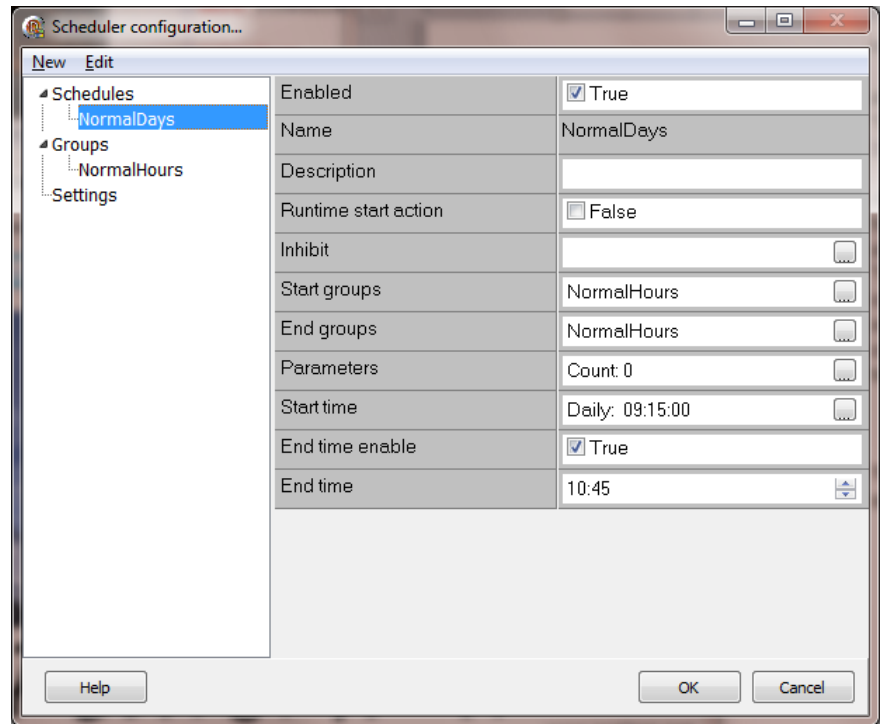 Scheduler configuration...
New Edit
Schedules
NormalDays
Groups
NormalHours
Settings
Enabled True
Name NormalDays
Description
Runtime start action False
Inhibit ...
Start groups NormalHours ...
End groups NormalHours ...
Parameters Count: 0 ...
Start time Daily: 09:15:00 ...
End time enable True
End time 10:45
Help OK Cancel